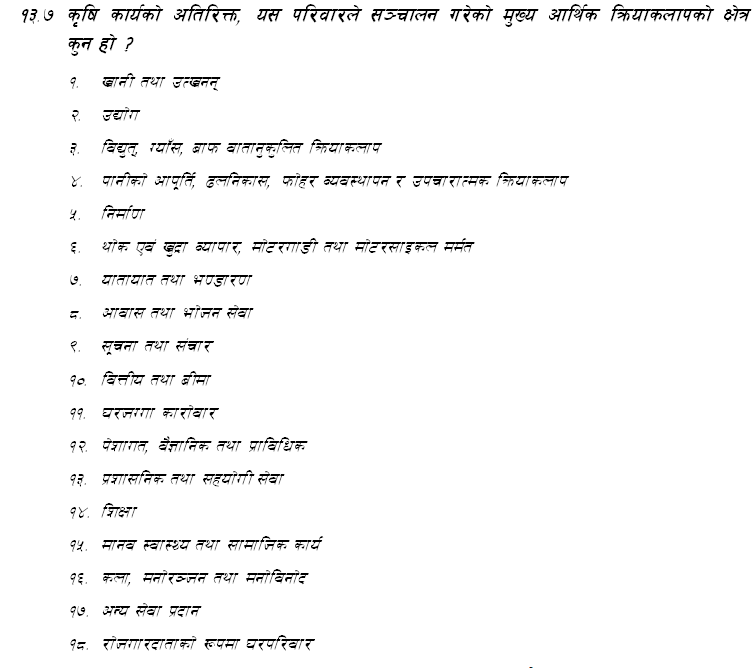 १३.७ कृषि कार्यको अतिरिक्त, यस परिवारले सञ्चालन गरेको मुख्य आर्थिक क्रियाकलापको क्षेत्र
कुन हो ?
१. खानी तथा उत्खनन्
२. उद्योग
३. विद्युत्, ग्याँस, बाफ वातानुकुलित क्रियाकलाप
४. पानीको आपूर्ति, ढलनिकास, फोहर व्यवस्थापन र उपचारात्मक क्रियाकलाप
५. निर्माण
६. थोक एवं खुद्रा व्यापार, मोटरगाडी तथा मोटरसाइकल मर्मत
७. यातायात तथा भण्डारण
८. आवास तथा भोजन सेवा
९. सूचना तथा संचार
१०. वित्तीय तथा बीमा
११. घरजग्गा कारोवार
१२. पेशागत, वैज्ञानिक तथा प्राविधिक
१३. प्रशासनिक तथा सहयोगी सेवा
१४. शिक्षा
१५. मानव स्वास्थ्य तथा सामाजिक कार्य
१६. कला, मनोरञ्जन तथा मनोविनोद
१७. अन्य सेवा प्रदान
१८. रोजगारदाताको रूपमा घरपरिवार